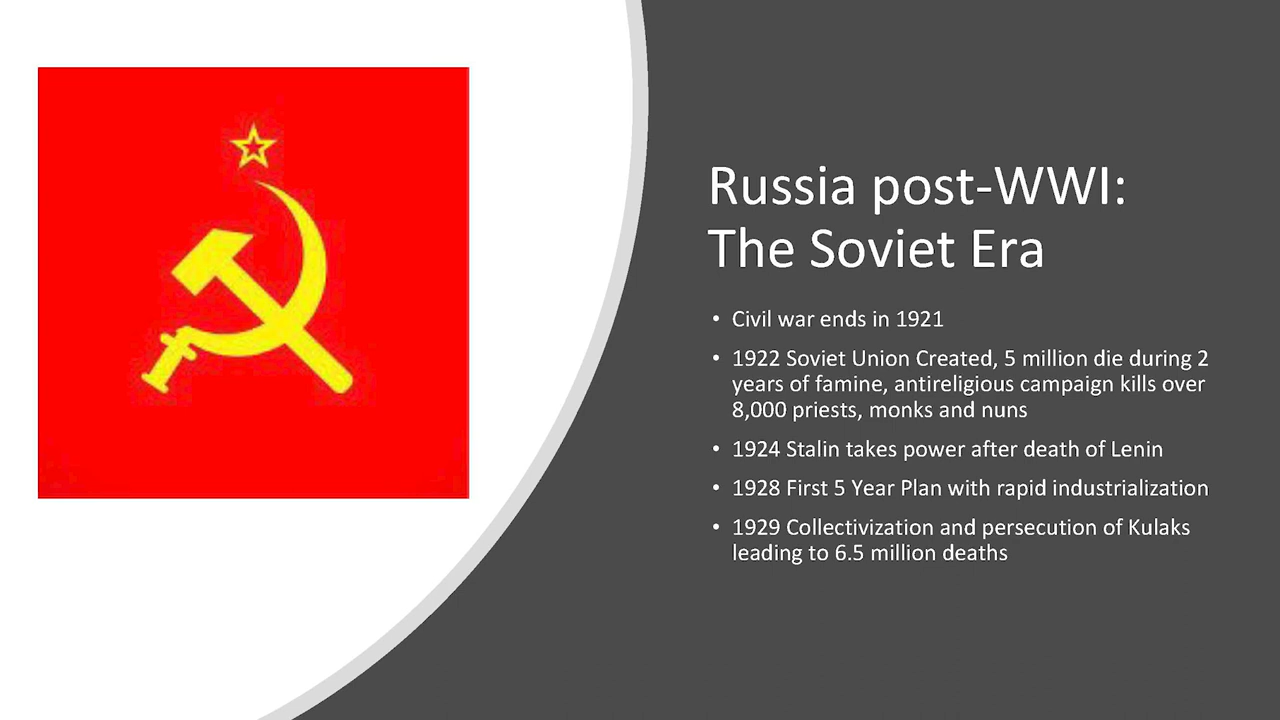 Russia post-WWI:
The Soviet Era
• Civil war ends in 1921
• 1922 Soviet Union Created, 5 million die during 2
years of famine, antireligious campaign kills over
8,000 priests, monks and nuns
• 1924 Stalin takes power after death of Lenin
• 1928 First 5 Year Plan with rapid industrialization
• 1929 Collectivization and persecution of Kulaks
leading to 6.5 million deaths